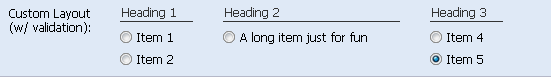 Custom Layout Heading 1 Heading 2 Heading 3
(w/ validation):
Item 1 A long item just for fun Item 4
Item 2 Item 5